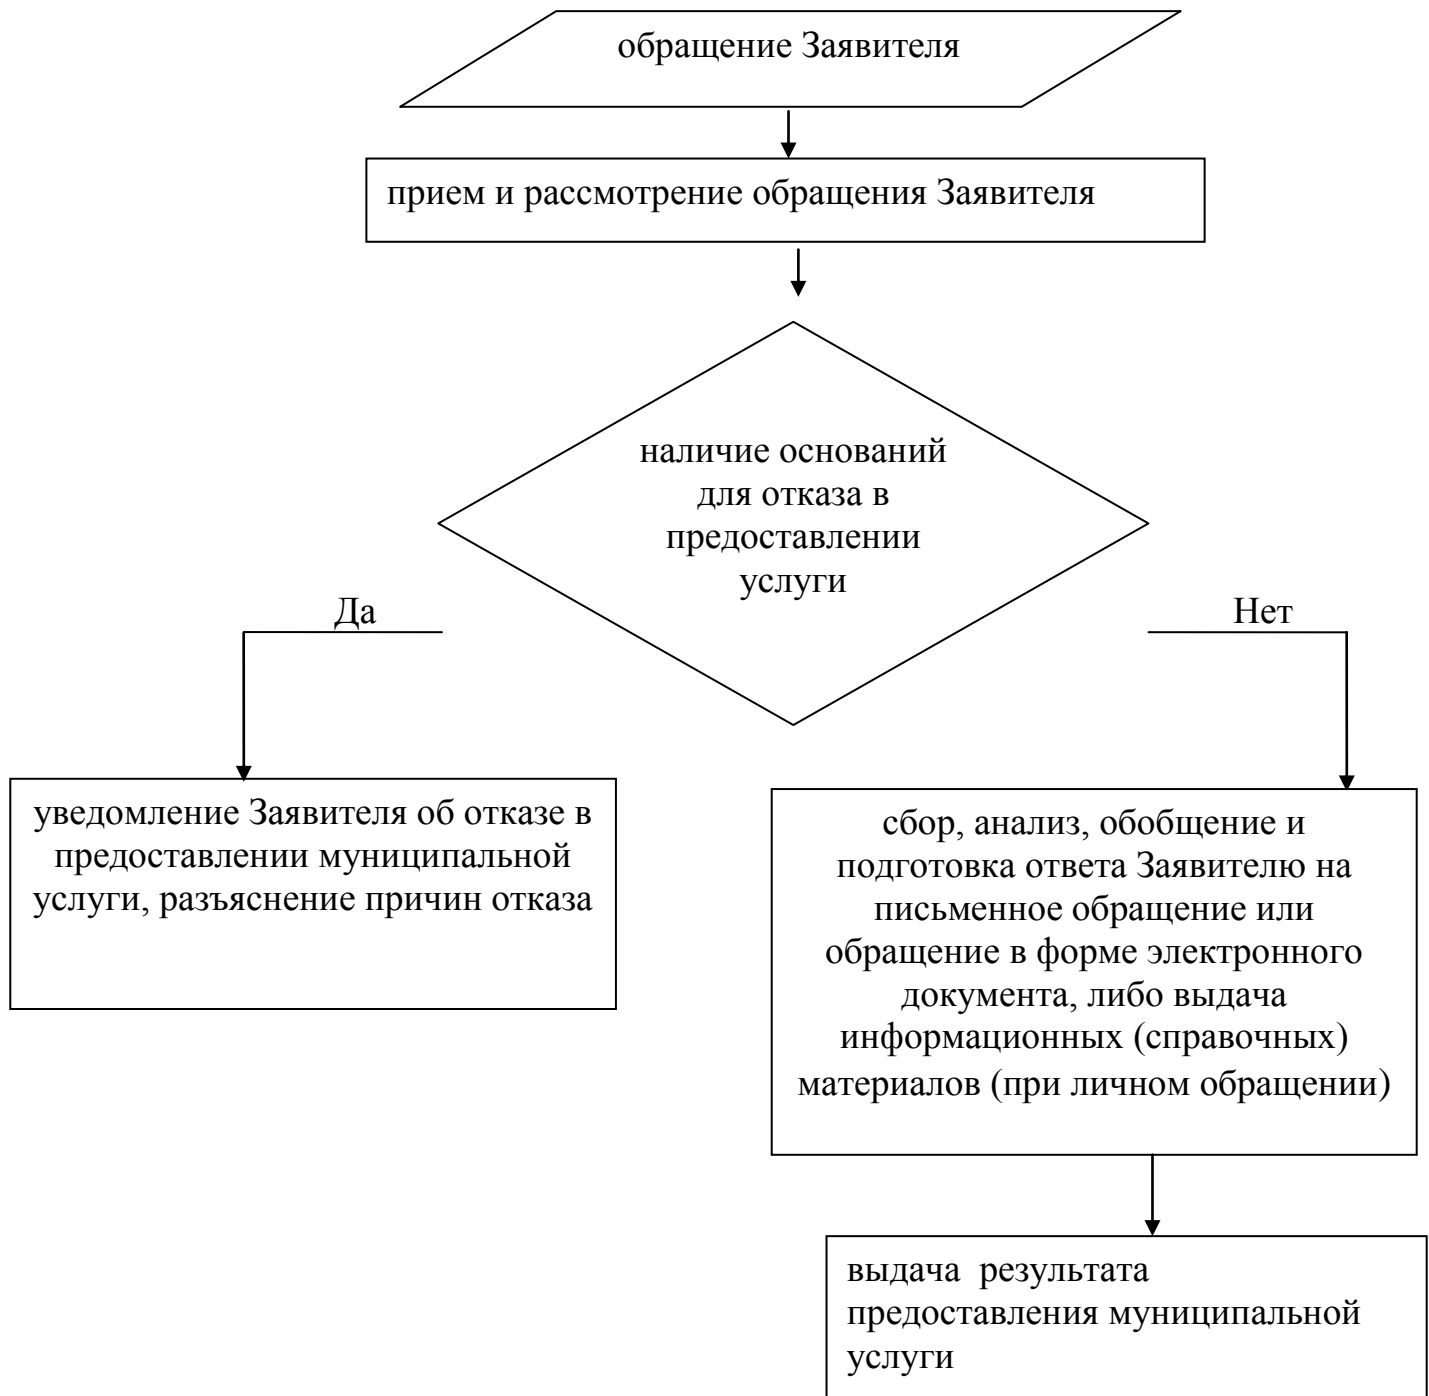 обращение Заявителя
прием и рассмотрение обращения Заявителя
наличие оснований
для отказа в
предоставлении
услуги
Да
Нет
уведомление Заявителя об отказе в
предоставлении муниципальной
услуги, разъяснение причин отказа
сбор, анализ, обобщение и
подготовка ответа Заявителю на
письменное обращение или
обращение в форме электронного
документа, либо выдача
информационных (справочных)
материалов (при личном обращении)
выдача результата
предоставления муниципальной
услуги